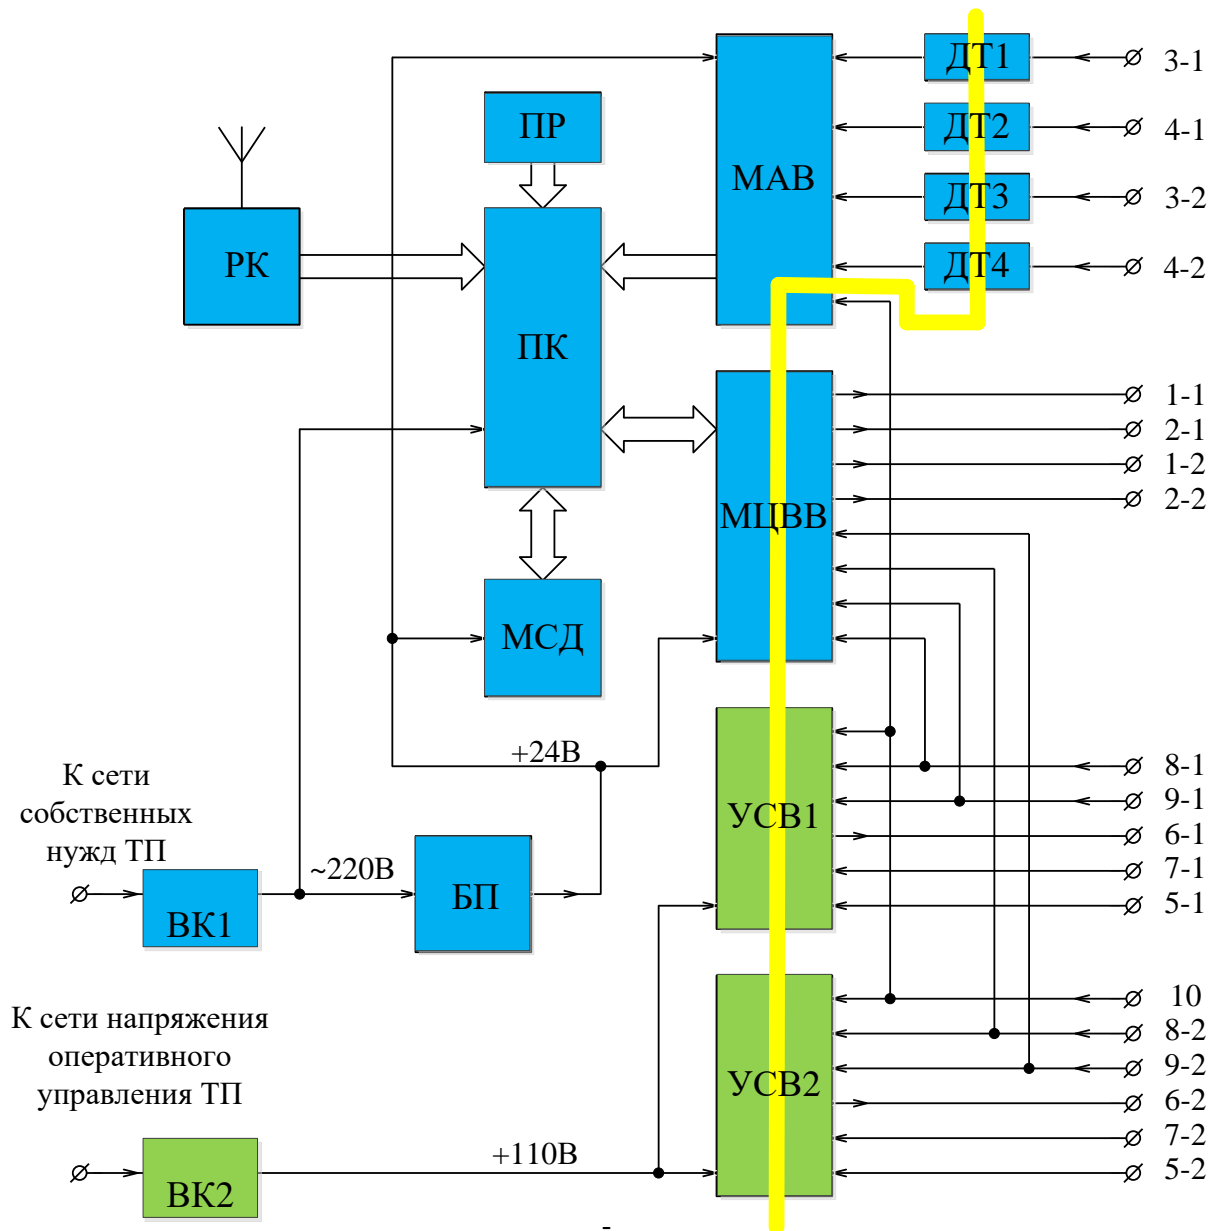 ДТ1
3-1
ПР
ДТ2
4-1
МАВ
ДТ3
3-2
РК
ДТ4
4-2
ПК
1-1
2-1
1-2
2-2
МЦВВ
МСД
+24В
8-1
К сети
собственных
нужд ТП
9-1
УСВ1
6-1
~220В
7-1
БП
5-1
ВК1
10
К сети напряжения
оперативного
управления ТП
8-2
9-2
УСВ2
6-2
7-2
+110В
5-2
ВК2
-